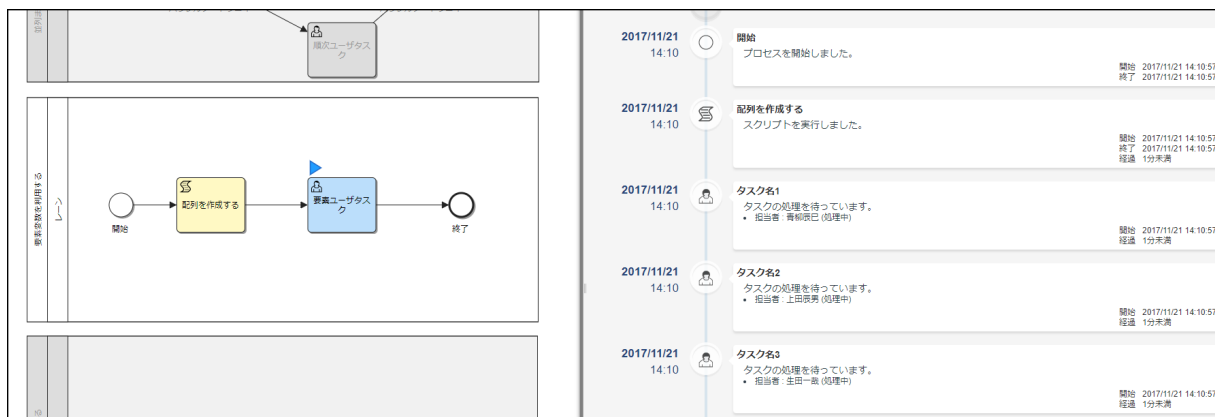 順次ユーザタス
ク
要素変数を利用する
レーン
開始
配列を作成する
要素ユーザタス
ク
終了
2017/11/21
14:10
開始
プロセスを開始しました。
開始 2017/11/21 14:10:57
終了 2017/11/21 14:10:57
2017/11/21
14:10
配列を作成する
スクリプトを実行しました。
開始 2017/11/21 14:10:57
終了 2017/11/21 14:10:57
経過 1分未満
2017/11/21
14:10
タスク名1
タスクの処理を待っています。
• 担当者 : 青柳辰巳 (処理中)
開始 2017/11/21 14:10:57
経過 1分未満
2017/11/21
14:10
タスク名2
タスクの処理を待っています。
• 担当者 : 上田辰男 (処理中)
開始 2017/11/21 14:10:57
経過 1分未満
2017/11/21
14:10
タスク名3
タスクの処理を待っています。
• 担当者 : 生田一哉 (処理中)
開始 2017/11/21 14:10:57
経過 1分未満